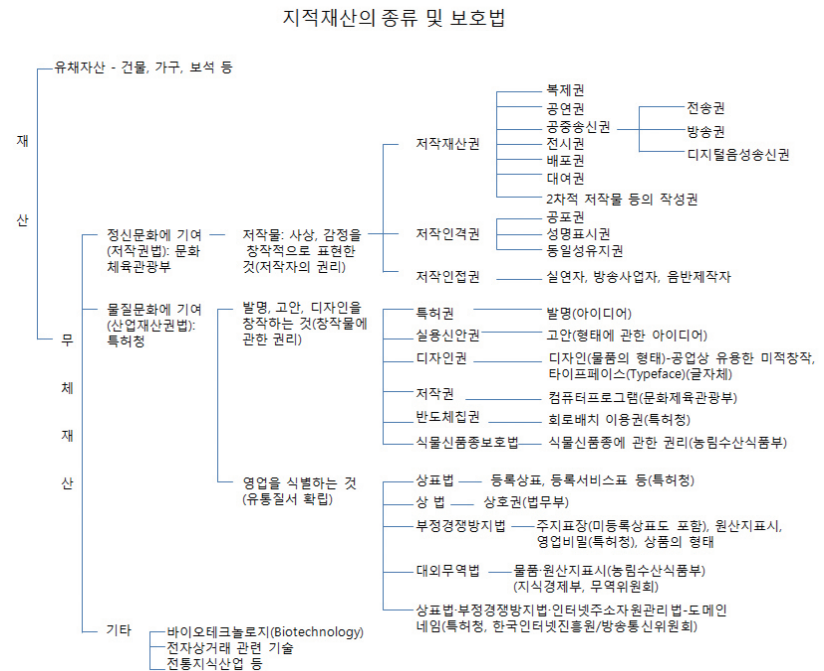 지적재산의 종류 및 보호법
유채자산 - 건물, 가구, 보석 등
재
산
무
체
재
산
정신문화에 기여
(저작권법): 문화
체육관광부
저작물: 사상, 감정을
창작적으로 표현한
것(저작자의 권리)
저작재산권
복제권
공연권
공중송신권
전송권
방송권
디지털음성송신권
전시권
배포권
대여권
2차적 저작물 등의 작성권
저작인격권
공포권
성명표시권
동일성유지권
저작인접권
실연자, 방송사업자, 음반제작자
물질문화에 기여
(산업재산권법):
특허청
발명, 고안, 디자인을
창작하는 것(창작물에
관한 권리)
특허권
발명(아이디어)
실용신안권
고안(형태에 관한 아이디어)
디자인권
디자인(물품의 형태)-공업상 유용한 미적창작,
타이프페이스(Typeface)(글자체)
저작권
컴퓨터프로그램(문화제육관광부)
반도체칩권
회로배치 이용권(특허청)
식물신품종보호법
식물신품종에 관한 권리(농림수산식품부)
영업을 식별하는 것
(유통질서 확립)
상표법
등록상표, 등록서비스표 등(특허청)
상 법
상호권(법무부)
부정경쟁방지법
주지표장(미등록상표도 포함), 원산지표시,
영업비밀(특허청), 상품의 형태
대외무역법
물품·원산지표시(농림수산식품부)
(지식경제부, 무역위원회)
상표법·부정경쟁방지법·인터넷주소자원관리법-도메인
네임(특허청, 한국인터넷진흥원/방송통신위원회)
기타
바이오테크놀로지(Biotechnology)
전자상거래 관련 기술
전통지식산업 등